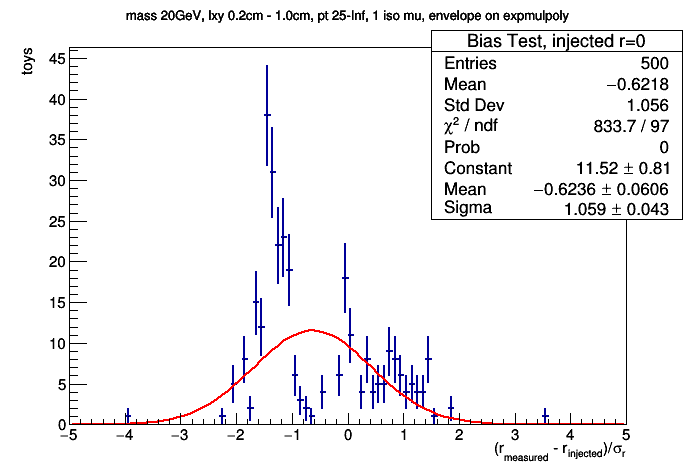 mass 20GeV, lxy 0.2cm - 1.0cm, pt 25-Inf, 1 iso mu, envelope on expmulpoly
Bias Test, injected r=0
Entries 500
Mean −0.6218
Std Dev 1.056
χ² / ndf 833.7 / 97
Prob 0
Constant 11.52 ± 0.81
Mean −0.6236 ± 0.0606
Sigma 1.059 ± 0.043
toys
45
40
35
30
25
20
15
10
5
0
−5 −4 −3 −2 −1 0 1 2 3 4 5
(r_measured - r_injected)/σ_r